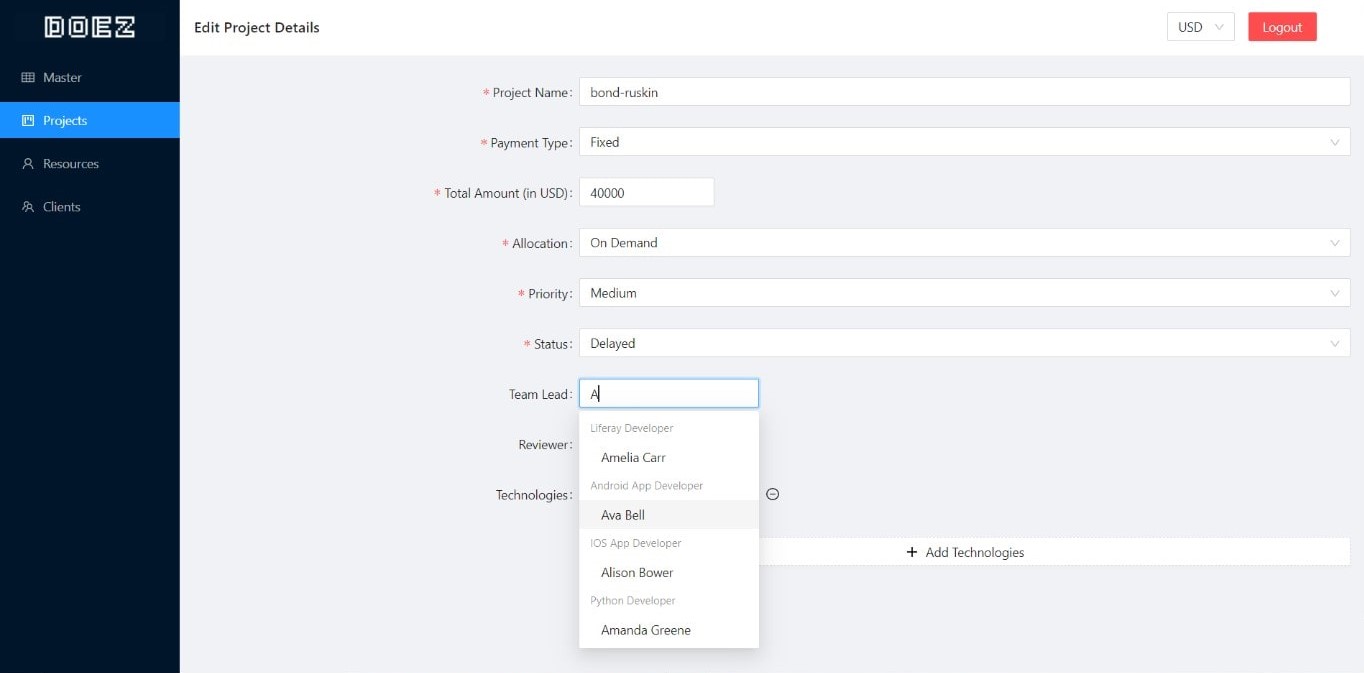 DOEZ
Edit Project Details
USD
Logout
Master
Projects
Resources
Clients
* Project Name: bond-ruskin
* Payment Type: Fixed
* Total Amount (in USD): 40000
* Allocation: On Demand
* Priority: Medium
* Status: Delayed
Team Lead: A
Liferay Developer
Reviewer:
Amelia Carr
Android App Developer
Technologies:
Ava Bell
IOS App Developer
+ Add Technologies
Alison Bower
Python Developer
Amanda Greene